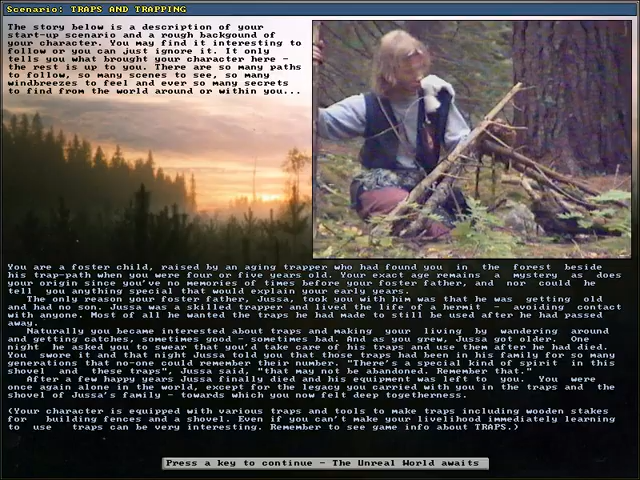 Scenario: TRAPS AND TRAPPING
The story below is a description of your
start-up scenario and a rough backgound of
your character. You may find it interesting to
follow or you can just ignore it. It only
tells you what brought your character here -
the rest is up to you. There are so many paths
to follow, so many scenes to see, so many
windbreezes to feel and ever so many secrets
to find from the world around or within you...
You are a foster child, raised by an aging trapper who had found you in the forest beside
his trap-path when you were four or five years old. Your exact age remains a mystery as does
your origin since you've no memories of times before your foster father, and nor could he
tell you anything special that would explain your early years.
The only reason your foster father, Jussa, took you with him was that he was getting old
and had no son. Jussa was a skilled trapper and lived the life of a hermit - avoiding contact
with anyone. Most of all he wanted the traps he had made to still be used after he had passed
away.
Naturally you became interested about traps and making your living by wandering around
and getting catches, sometimes good - sometimes bad. And as you grew, Jussa got older. One
night he asked you to swear that you'd take care of his traps and use them after he had died.
You swore it and that night Jussa told you that those traps had been in his family for so many
generations that no-one could remember their number. "There's a special kind of spirit in this
shovel and these traps", Jussa said, "that may not be abandoned. Remember that."
After a few happy years Jussa finally died and his equipment was left to you. You were
once again alone in the world, except for the legacy you carried with you in the traps and the
shovel of Jussa's family - towards which you now felt deep togetherness.
(Your character is equipped with various traps and tools to make traps including wooden stakes
for building fences and a shovel. Even if you can't make your livelihood immediately learning
to use traps can be very interesting. Remember to see game info about TRAPS.)
Press a key to continue - The Unreal World awaits